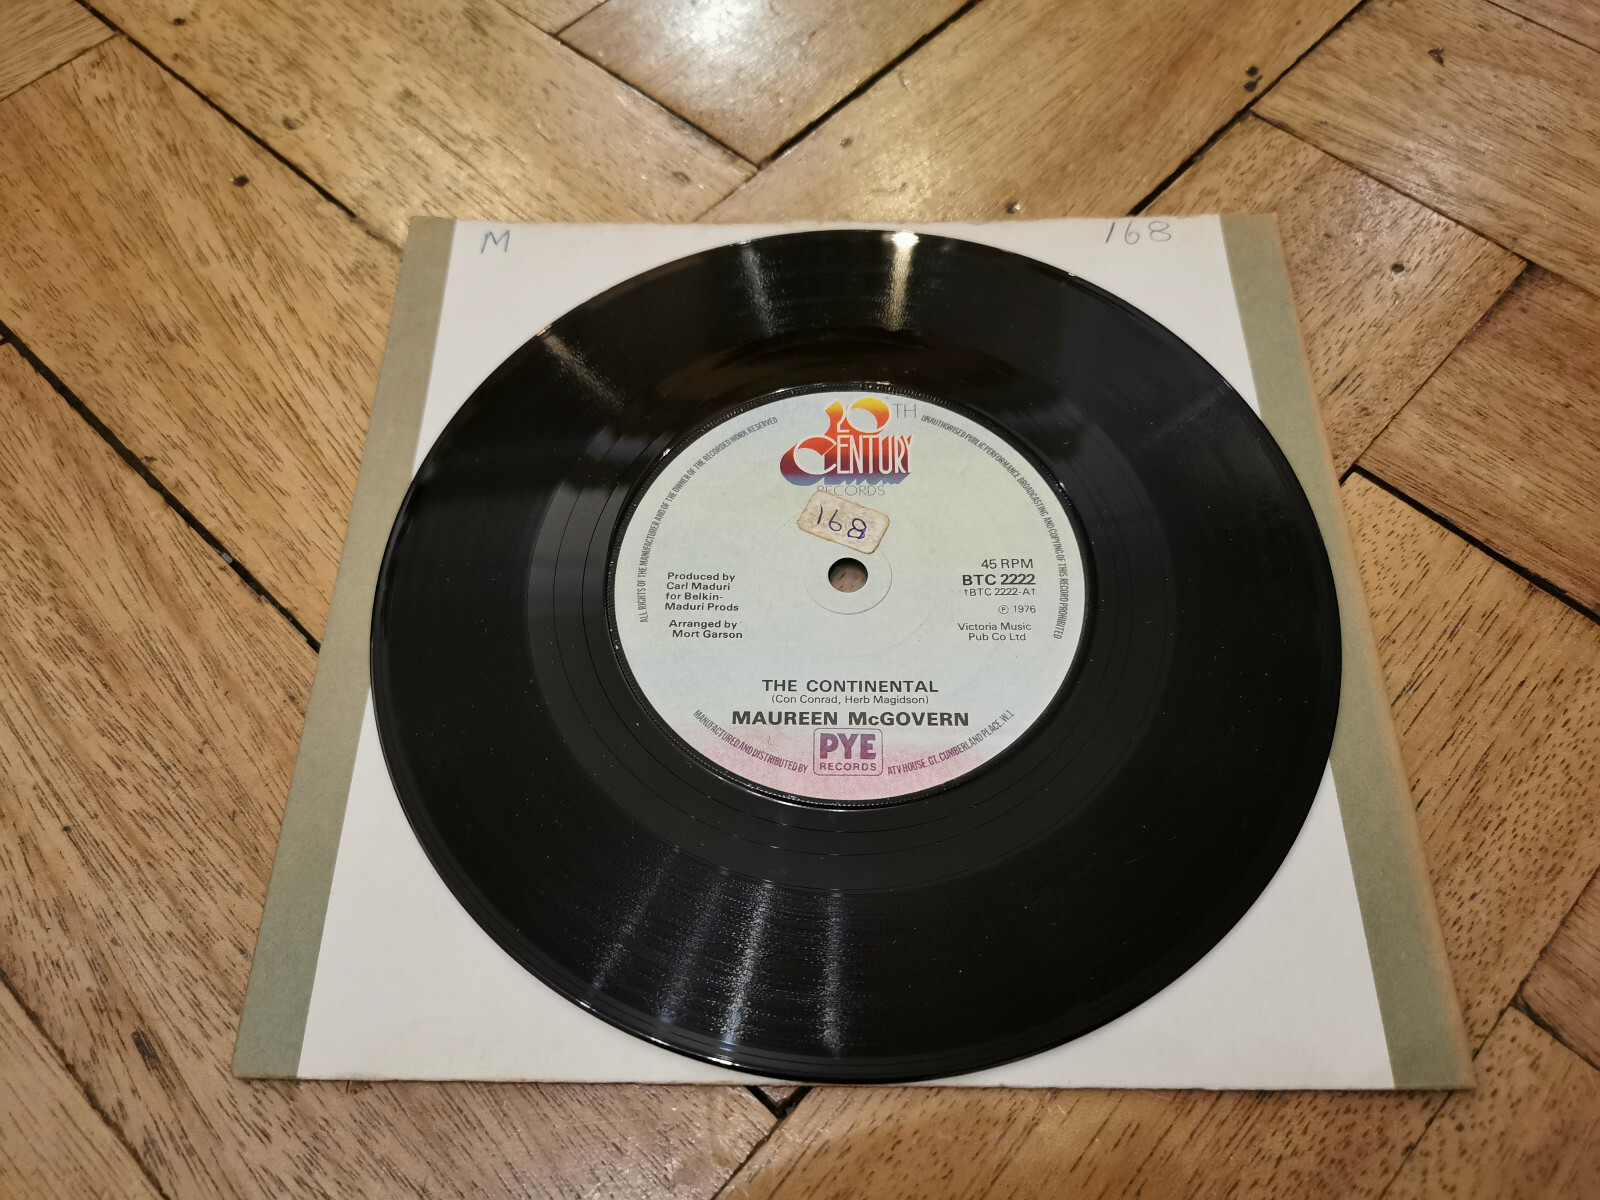 M
168
20TH
CENTURY
RECORDS
168
ALL RIGHTS OF THE MANUFACTURER AND OF THE OWNER OF THE RECORDED WORK RESERVED
UNAUTHORISED PUBLIC PERFORMANCE BROADCASTING AND COPYING OF THIS RECORD PROHIBITED
Produced by
Carl Maduri
for Belkin-
Maduri Prods
Arranged by
Mort Garson
45 RPM
BTC 2222
†BTC 2222-A†
℗ 1976
Victoria Music
Pub Co Ltd
THE CONTINENTAL
(Con Conrad, Herb Magidson)
MAUREEN McGOVERN
MANUFACTURED AND DISTRIBUTED BY
PYE
RECORDS
ATV HOUSE. GT. CUMBERLAND PLACE. W.1